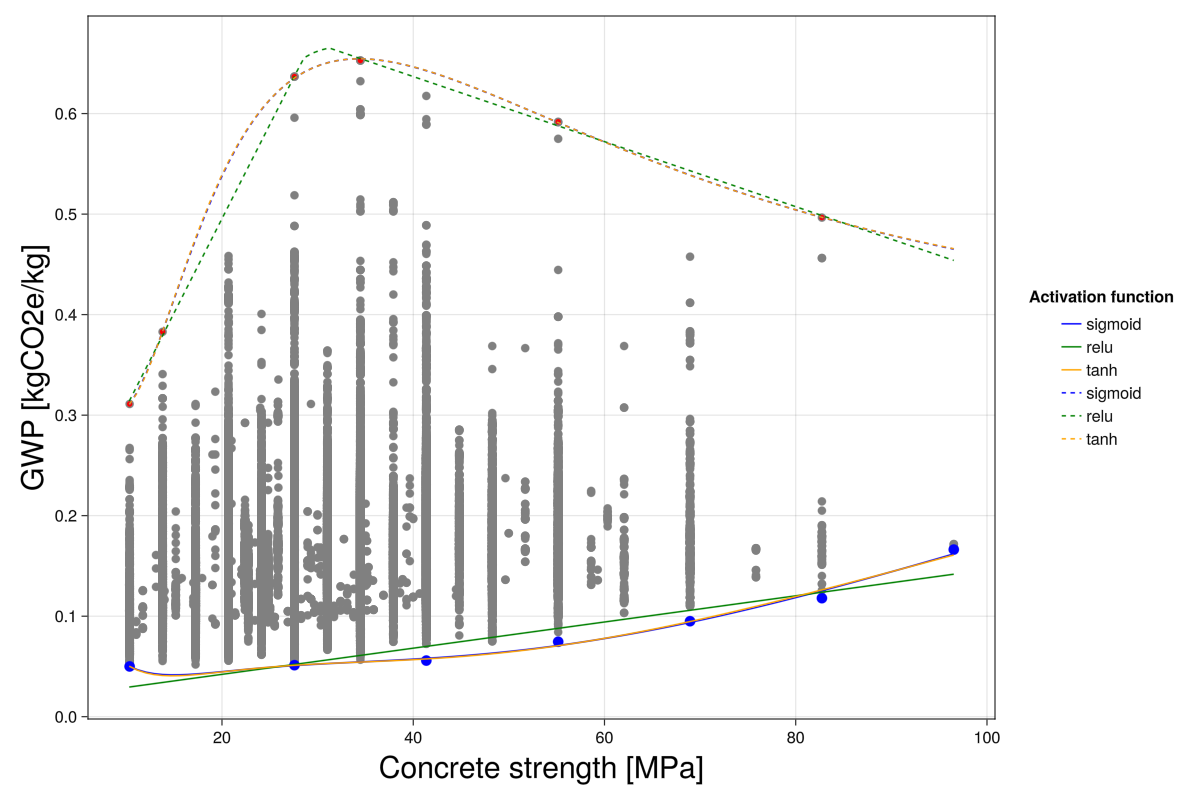 0.6
0.5
0.4
0.3
0.2
0.1
0.0
GWP [kgCO2e/kg]
20
40
60
80
100
Concrete strength [MPa]
Activation function
sigmoid
relu
tanh
sigmoid
relu
tanh